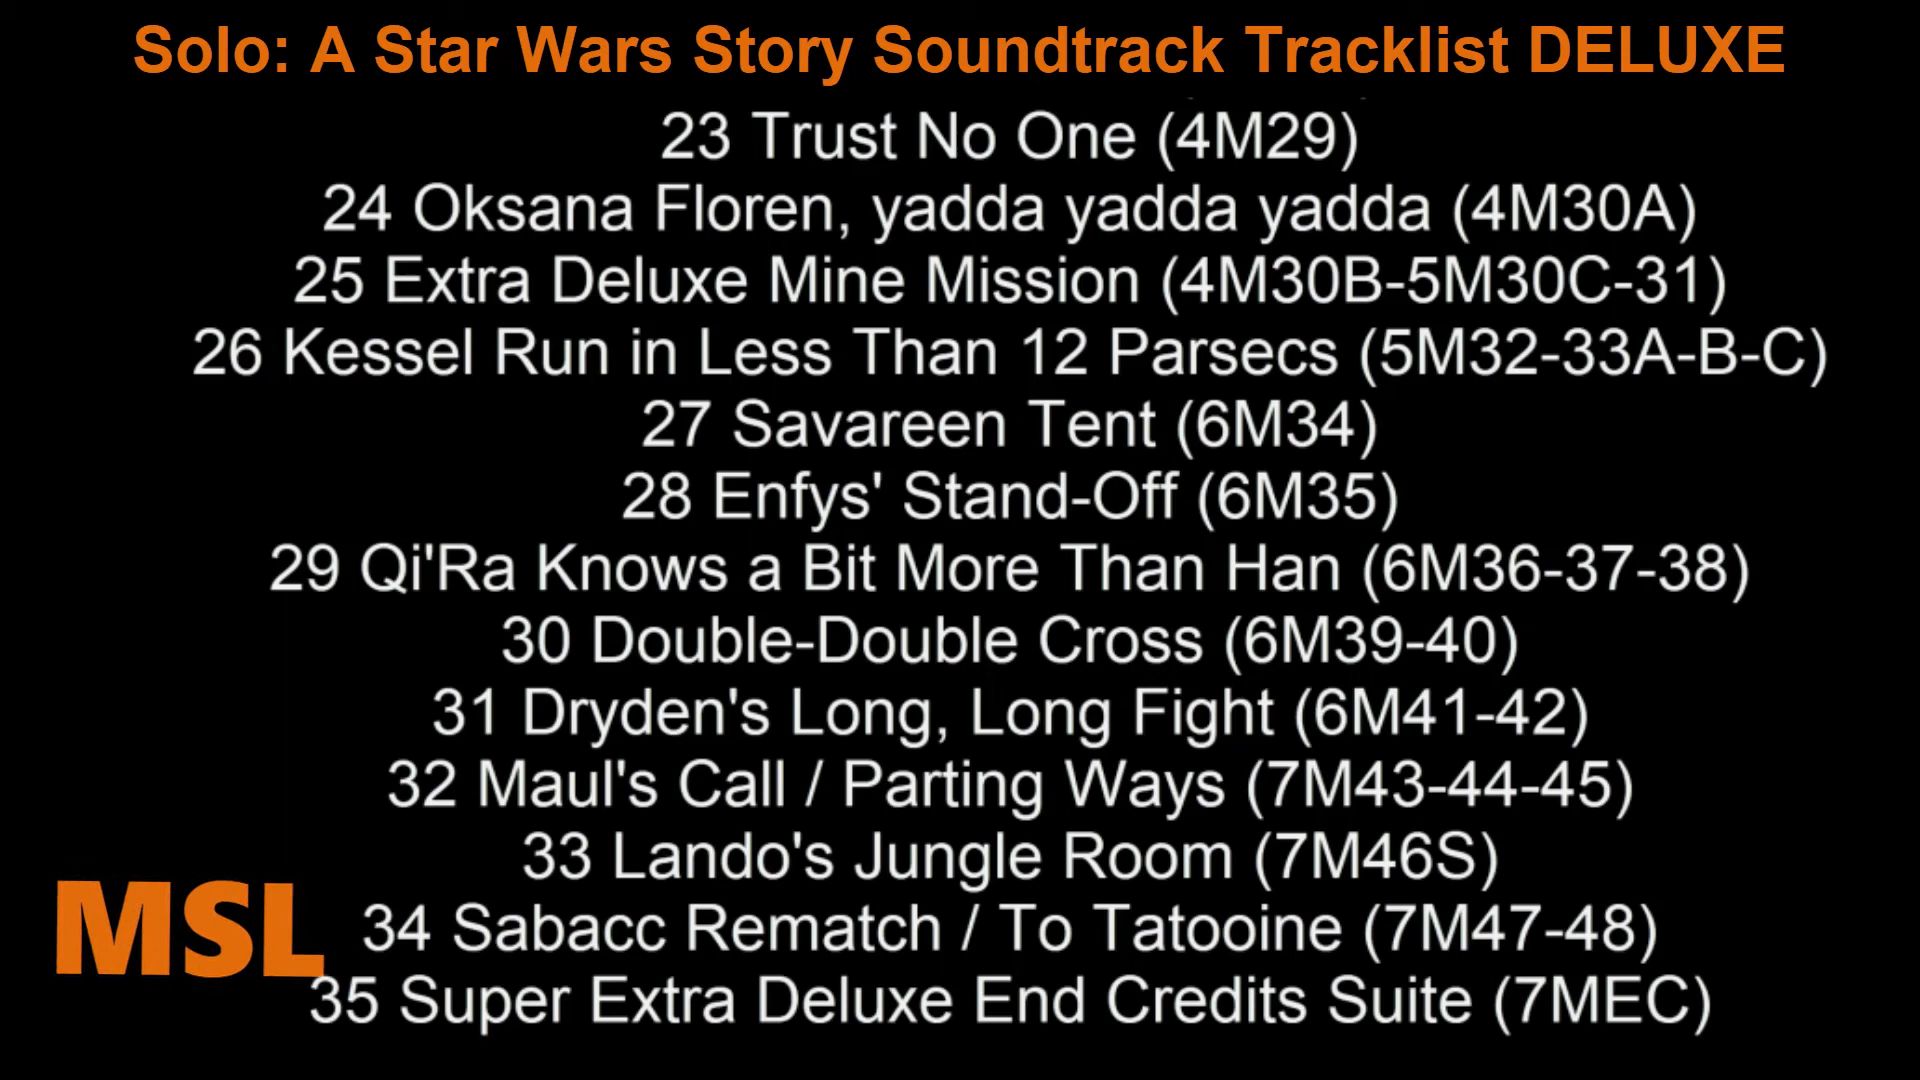 Solo: A Star Wars Story Soundtrack Tracklist DELUXE
23 Trust No One (4M29)
24 Oksana Floren, yadda yadda yadda (4M30A)
25 Extra Deluxe Mine Mission (4M30B-5M30C-31)
26 Kessel Run in Less Than 12 Parsecs (5M32-33A-B-C)
27 Savareen Tent (6M34)
28 Enfys' Stand-Off (6M35)
29 Qi'Ra Knows a Bit More Than Han (6M36-37-38)
30 Double-Double Cross (6M39-40)
31 Dryden's Long, Long Fight (6M41-42)
32 Maul's Call / Parting Ways (7M43-44-45)
33 Lando's Jungle Room (7M46S)
34 Sabacc Rematch / To Tatooine (7M47-48)
MSL
35 Super Extra Deluxe End Credits Suite (7MEC)